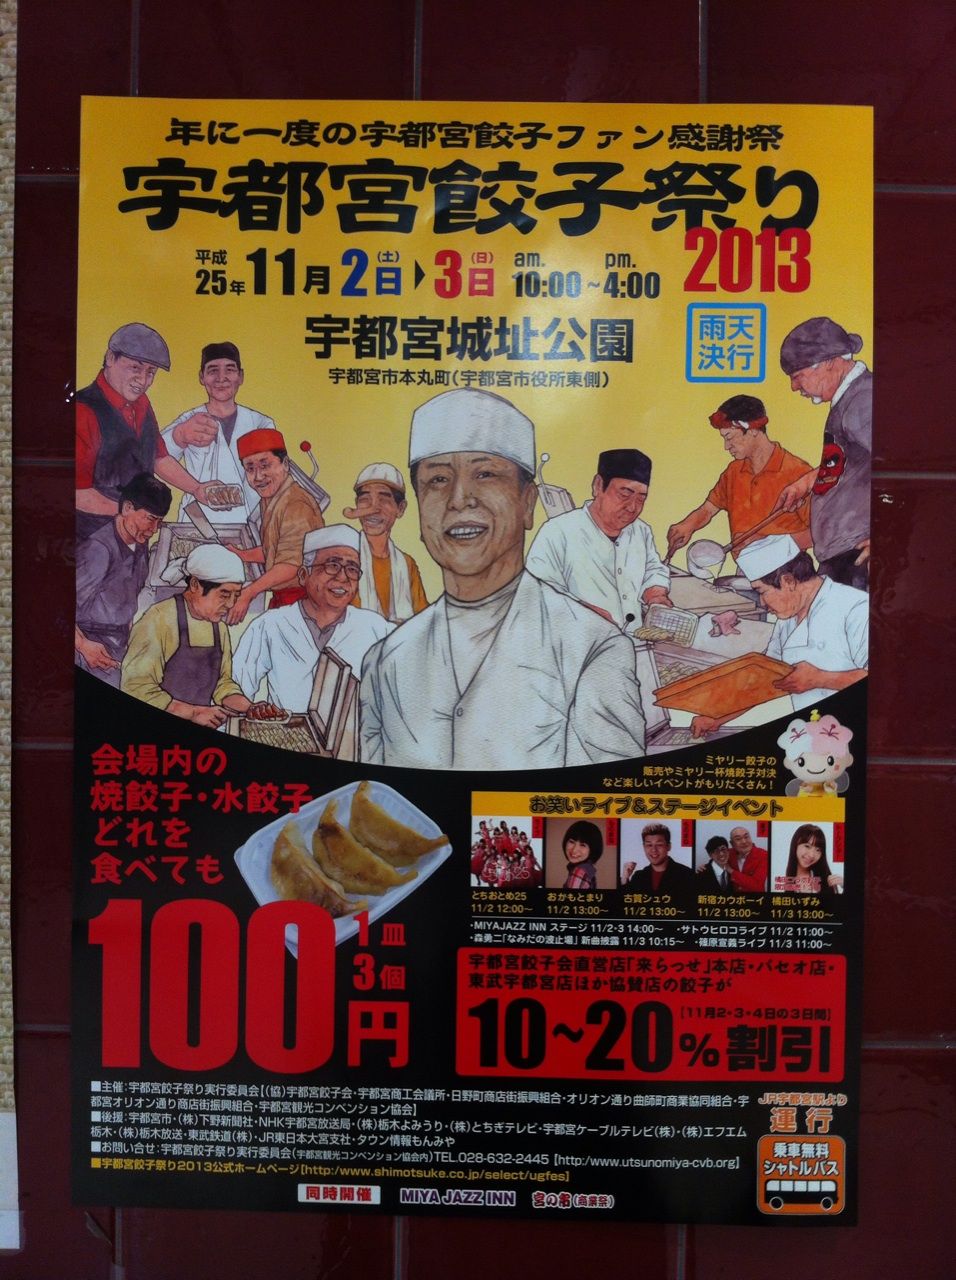 年に一度の宇都宮餃子ファン感謝祭
宇都宮餃子祭り
2013
平成25年 11月2日(土)▶3日(日) am.10:00~pm.4:00
宇都宮城址公園
宇都宮市本丸町(宇都宮市役所東側)
雨天
決行
会場内の
焼餃子・水餃子
どれを
食べても
100円
1皿
3個
ミヤリー餃子の
販売やミヤリー杯焼餃子対決
など楽しいイベントがもりだくさん!
お笑いライブ&ステージイベント
とちおとめ25
11/2 12:00~
おかもとまり
11/2 13:00~
古賀シュウ
11/2 13:00~
新宿カウボーイ
11/2 13:00~
橘田いずみ
11/3 13:00~
・MIYAJAZZ INN ステージ 11/2・3 14:00~ ・サトウヒロコライブ 11/2 11:00~
・森勇二「なみだの波止場」新曲披露 11/3 10:15~ ・篠原宣義ライブ 11/3 11:00~
宇都宮餃子会直営店「来らっせ」本店・パセオ店・
東武宇都宮店ほか協賛店の餃子が
10~20%割引
【11月2・3・4日の3日間】
■主催:宇都宮餃子祭り実行委員会【(協)宇都宮餃子会・宇都宮商工会議所・日野町商店街振興組合・オリオン通り曲師町商業協同組合・宇
都宮オリオン通り商店街振興組合・宇都宮観光コンベンション協会】
■後援:宇都宮市・(株)下野新聞社・NHK宇都宮放送局・(株)栃木よみうり・(株)とちぎテレビ・宇都宮ケーブルテレビ(株)・(株)エフエム
栃木・(株)栃木放送・東武鉄道(株)・JR東日本大宮支社・タウン情報もんみや
■お問い合せ:宇都宮餃子祭り実行委員会(宇都宮観光コンベンション協会内)TEL.028-632-2445 [http:/www.utsunomiya-cvb.org]
■宇都宮餃子祭り2013公式ホームページ[http:/www.shimotsuke.co.jp/select/ugfes]
同時開催 MIYA JAZZ INN 宮の市(商業祭)
JR宇都宮駅より
運行
乗車無料
シャトルバス